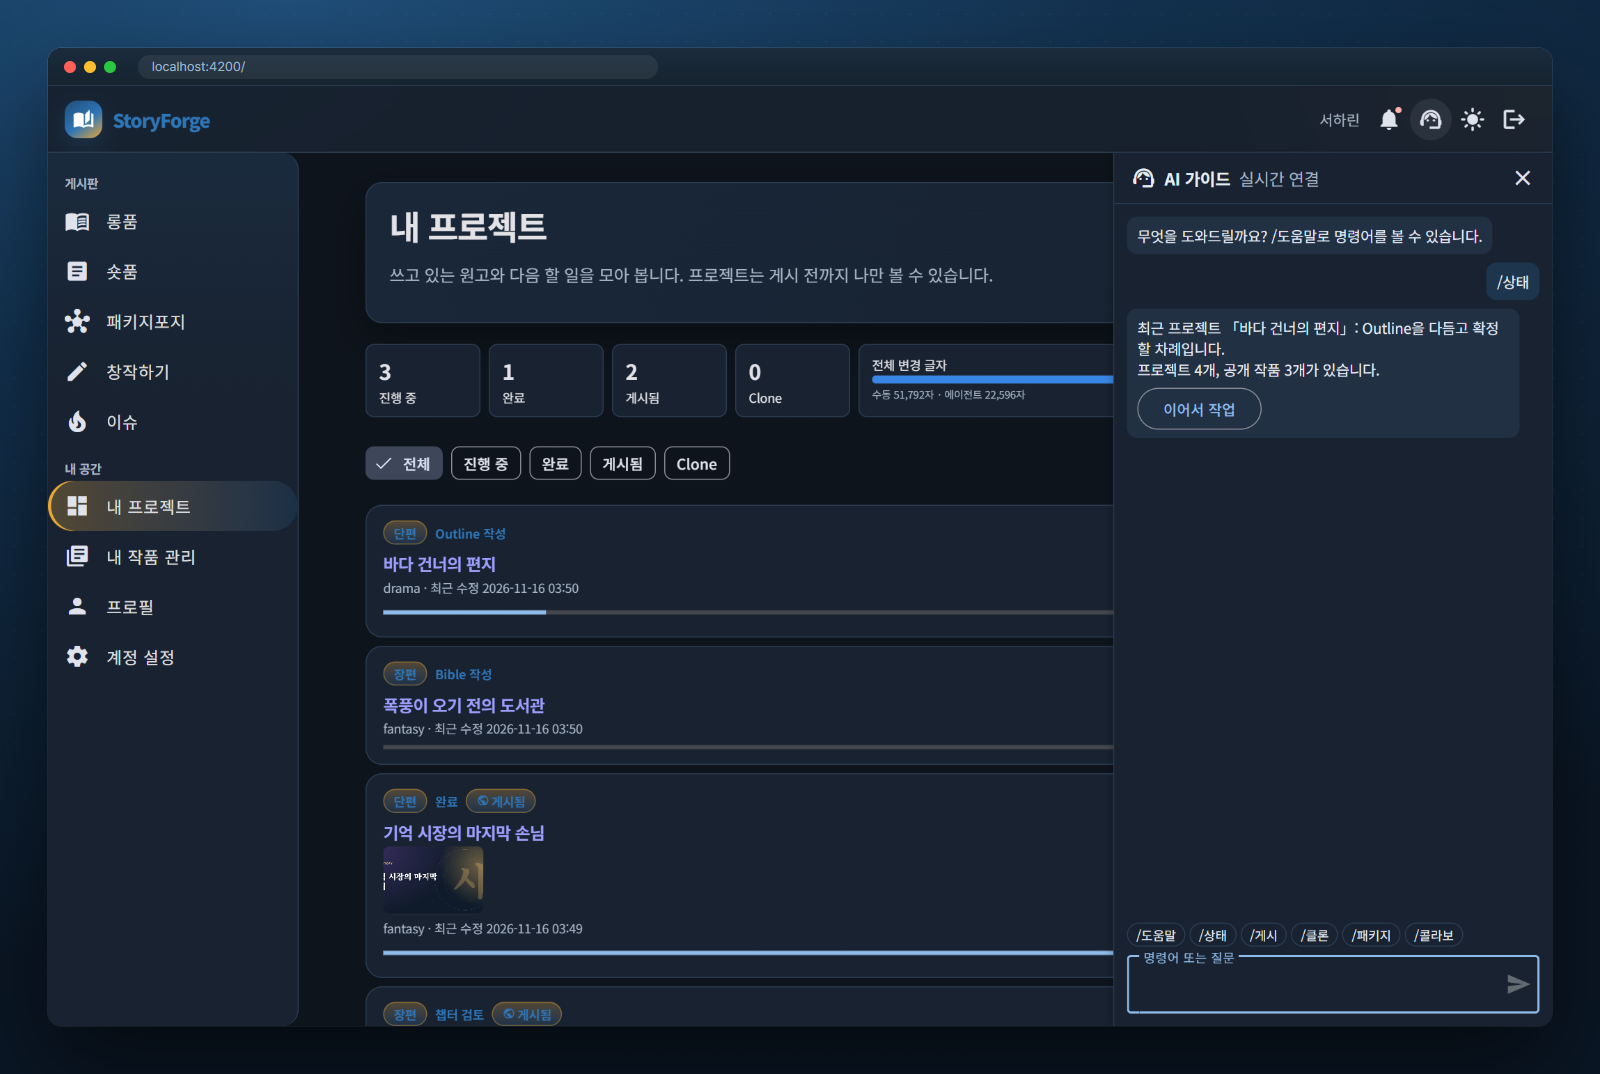 localhost:4200/
StoryForge
서하린
게시판
롱폼
숏폼
패키지포지
창작하기
이슈
내 공간
내 프로젝트
내 작품 관리
프로필
계정 설정
내 프로젝트
쓰고 있는 원고와 다음 할 일을 모아 봅니다. 프로젝트는 게시 전까지 나만 볼 수 있습니다.
3
진행 중
1
완료
2
게시됨
0
Clone
전체 변경 글자
수동 51,792자 · 에이전트 22,596자
전체
진행 중
완료
게시됨
Clone
단편 Outline 작성
바다 건너의 편지
drama · 최근 수정 2026-11-16 03:50
장편 Bible 작성
폭풍이 오기 전의 도서관
fantasy · 최근 수정 2026-11-16 03:50
단편 완료 게시됨
기억 시장의 마지막 손님
시장의 마지막
시
fantasy · 최근 수정 2026-11-16 03:49
장편 챕터 검토 게시됨
AI 가이드 실시간 연결
무엇을 도와드릴까요? /도움말로 명령어를 볼 수 있습니다.
/상태
최근 프로젝트 「바다 건너의 편지」: Outline을 다듬고 확정
할 차례입니다.
프로젝트 4개, 공개 작품 3개가 있습니다.
이어서 작업
/도움말 /상태 /게시 /클론 /패키지 /콜라보
명령어 또는 질문